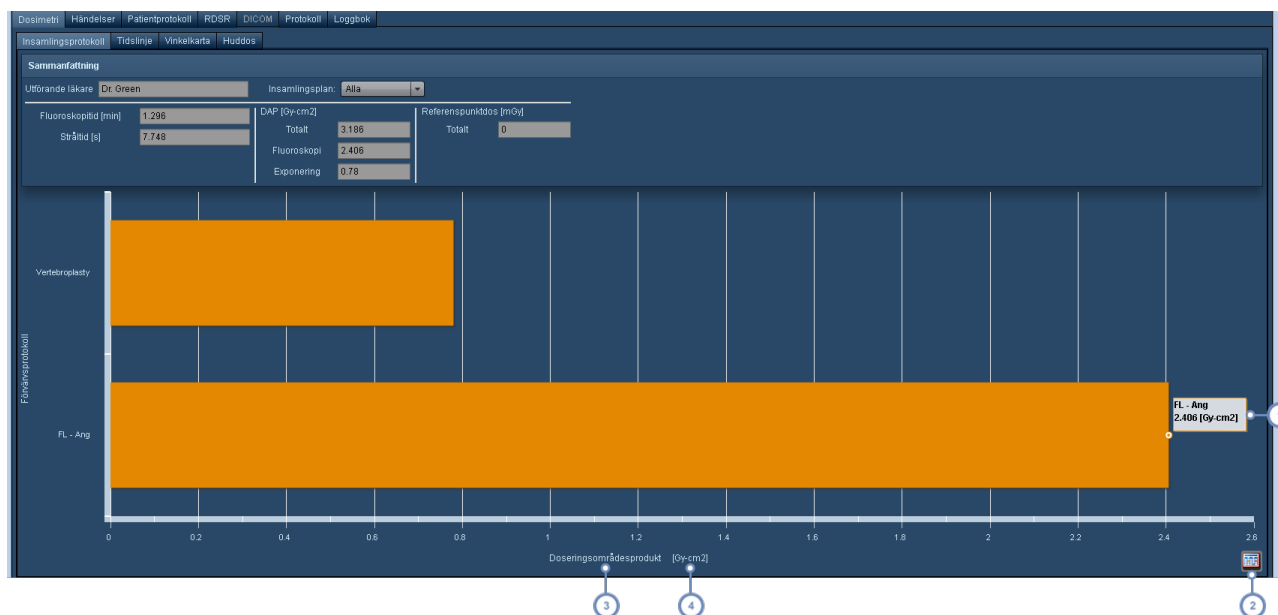 Dosimetri Händelser Patientprotokoll RDSR DICOM Protokoll Loggbok
Insamlingsprotokoll Tidslinje Vinkelkarta Huddos
Sammanfattning
Utförande läkare Dr. Green Insamlingsplan: Alla
Fluoroskopitid [min] 1.296 DAP [Gy-cm2] Referenspunktdos [mGy]
Stråltid [s] 7.748 Totalt 3.186 Totalt 0
Fluoroskopi 2.406
Exponering 0.78
Vertebroplasty
Förvärvsprotokoll
FL - Ang
FL - Ang
2.406 [Gy-cm2]
0 0.2 0.4 0.6 0.8 1 1.2 1.4 1.6 1.8 2 2.2 2.4 2.6
Doseringsområdesprodukt [Gy-cm2]
3 4 2